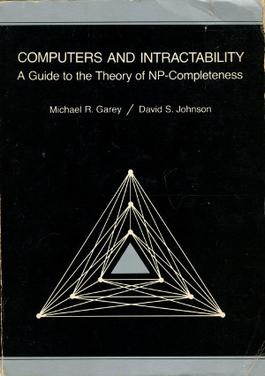 COMPUTERS AND INTRACTABILITY
A Guide to the Theory of NP-Completeness
Michael R. Garey / David S. Johnson